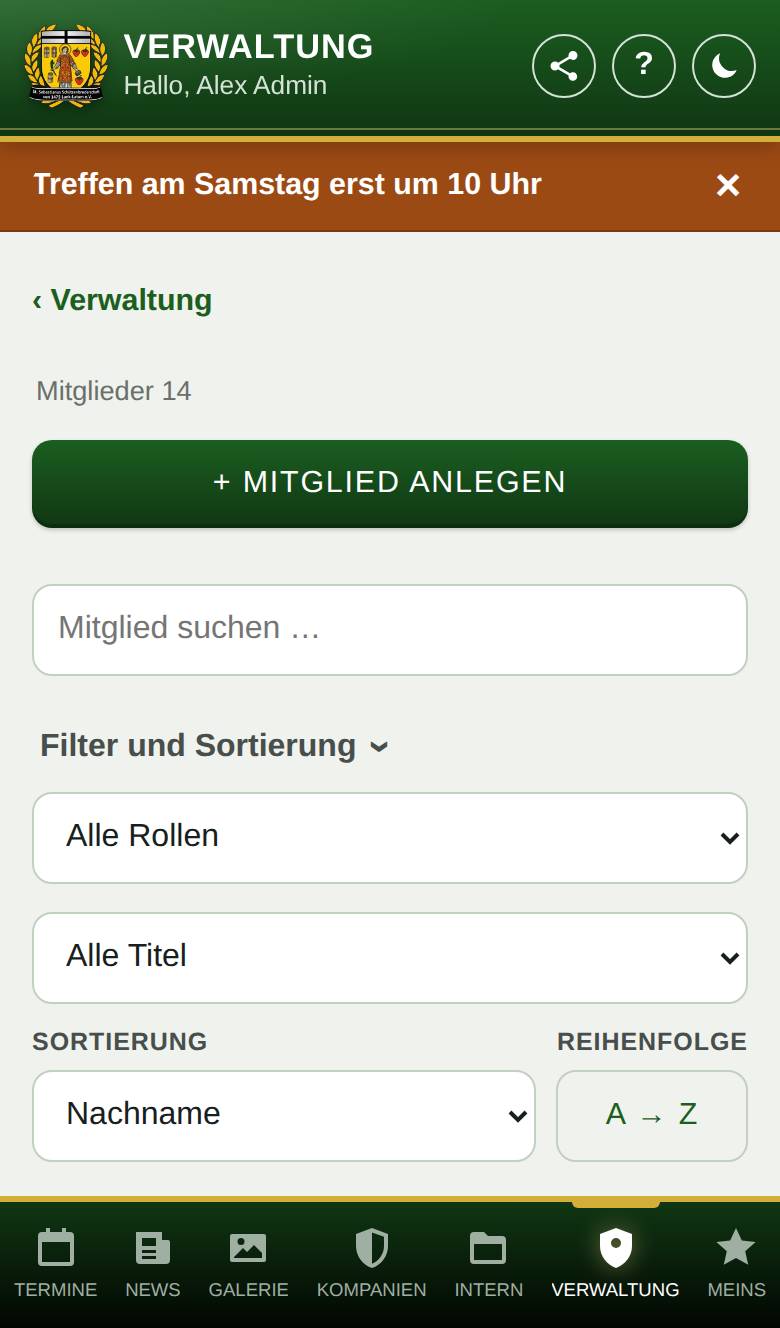 VERWALTUNG
Hallo, Alex Admin
?
Treffen am Samstag erst um 10 Uhr
×
‹ Verwaltung
Mitglieder 14
+ MITGLIED ANLEGEN
Mitglied suchen …
Filter und Sortierung
Alle Rollen
Alle Titel
SORTIERUNG
REIHENFOLGE
Nachname
A → Z
TERMINE NEWS GALERIE KOMPANIEN INTERN VERWALTUNG MEINS